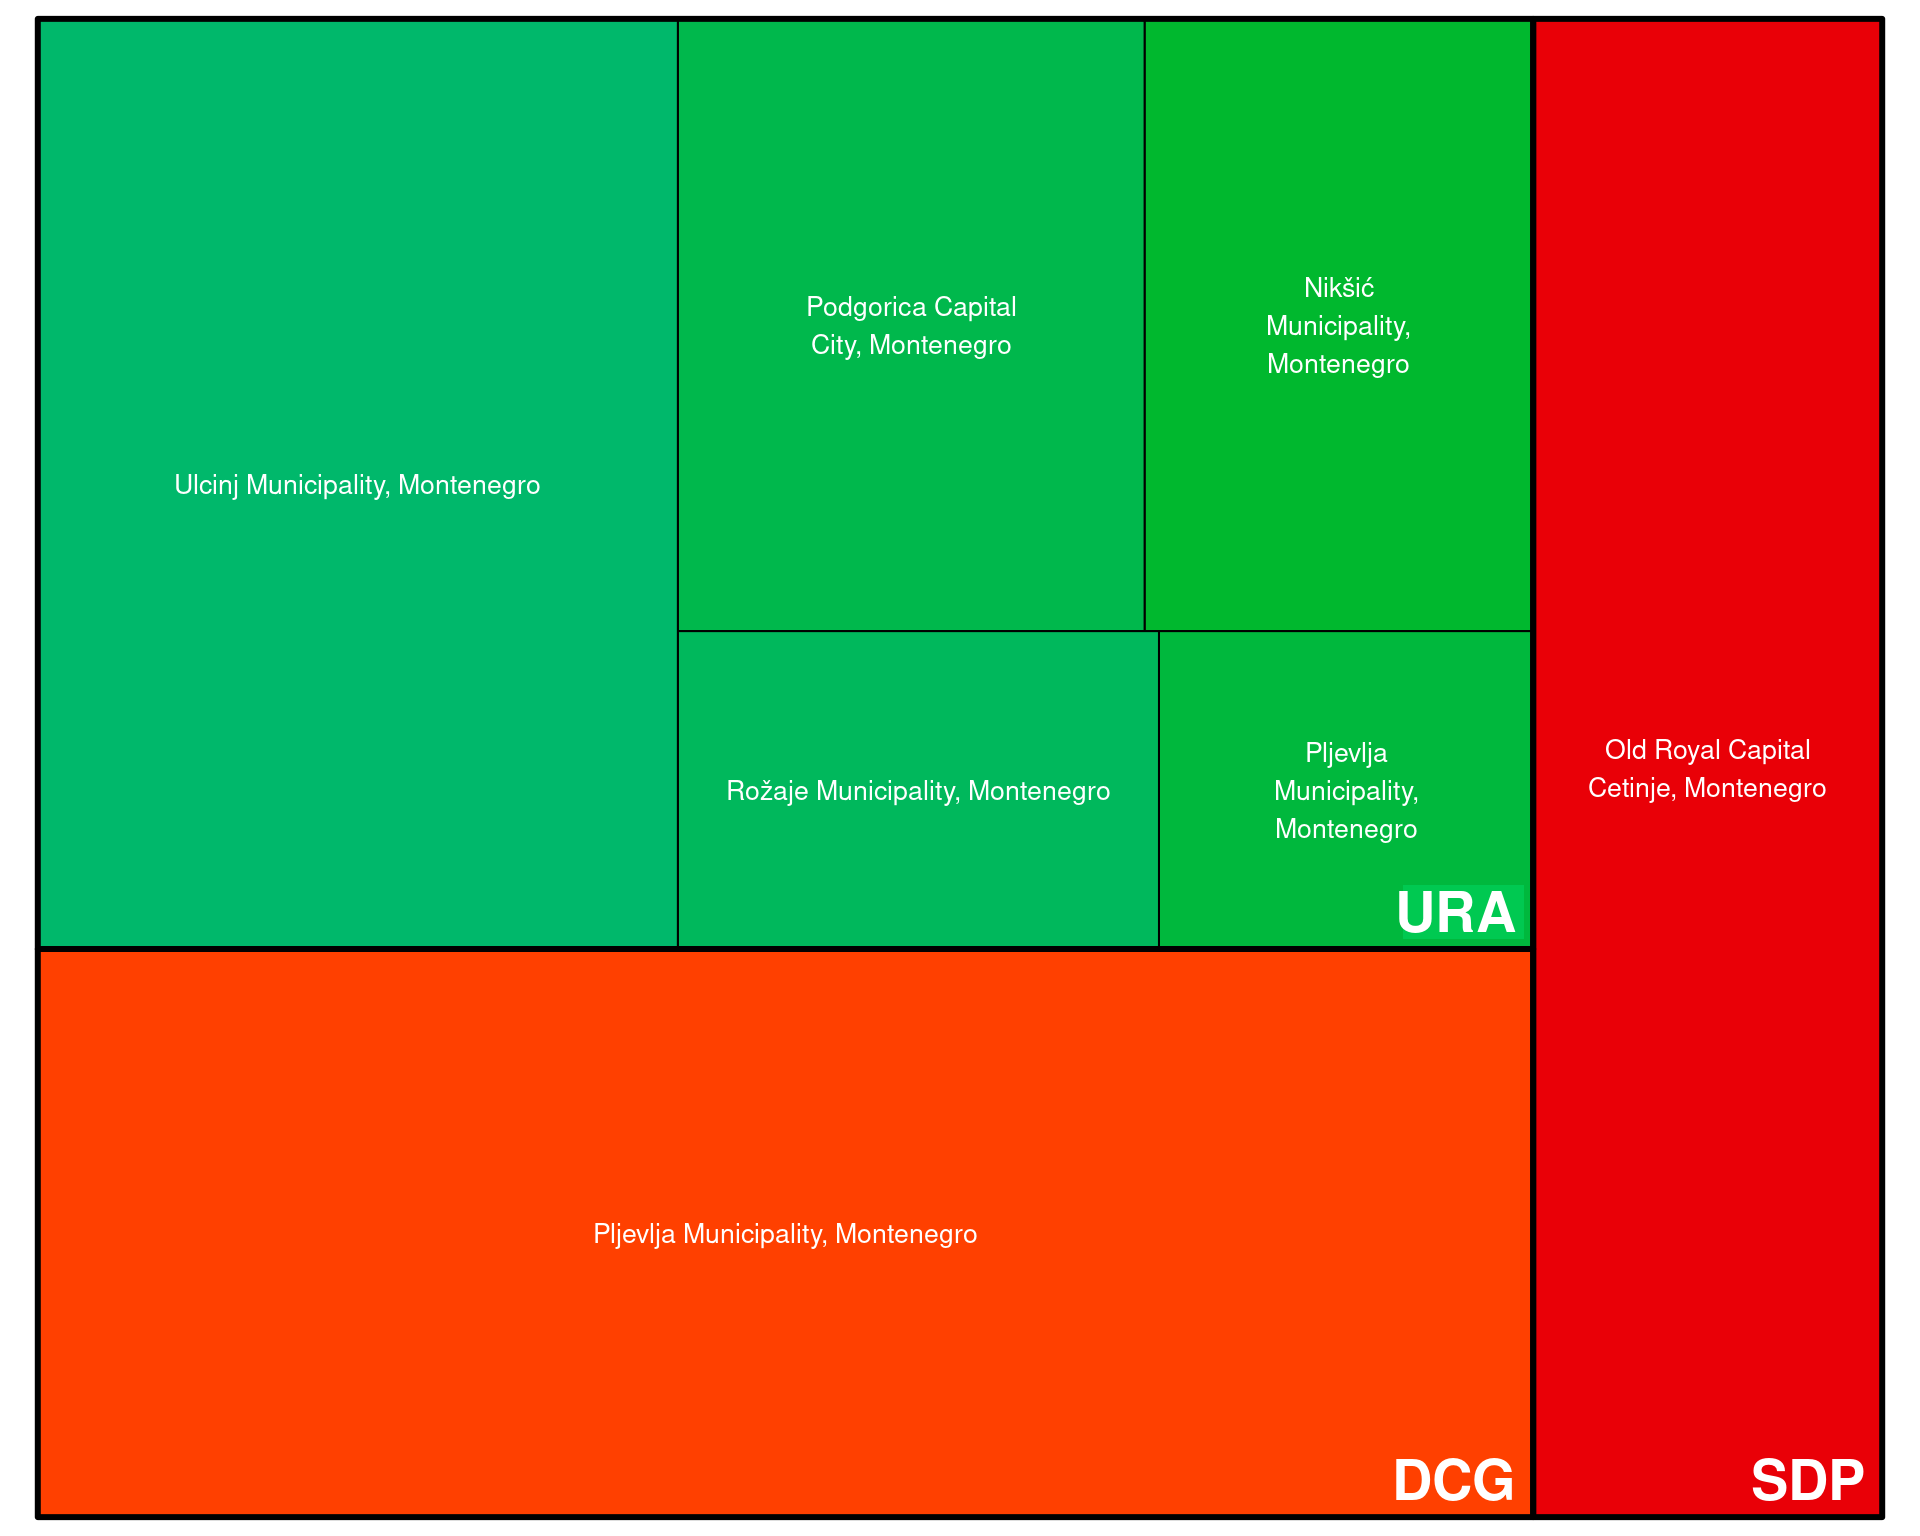 Ulcinj Municipality, Montenegro
Podgorica Capital
City, Montenegro
Nikšić
Municipality,
Montenegro
Rožaje Municipality, Montenegro
Pljevlja
Municipality,
Montenegro
URA
Pljevlja Municipality, Montenegro
DCG
Old Royal Capital
Cetinje, Montenegro
SDP